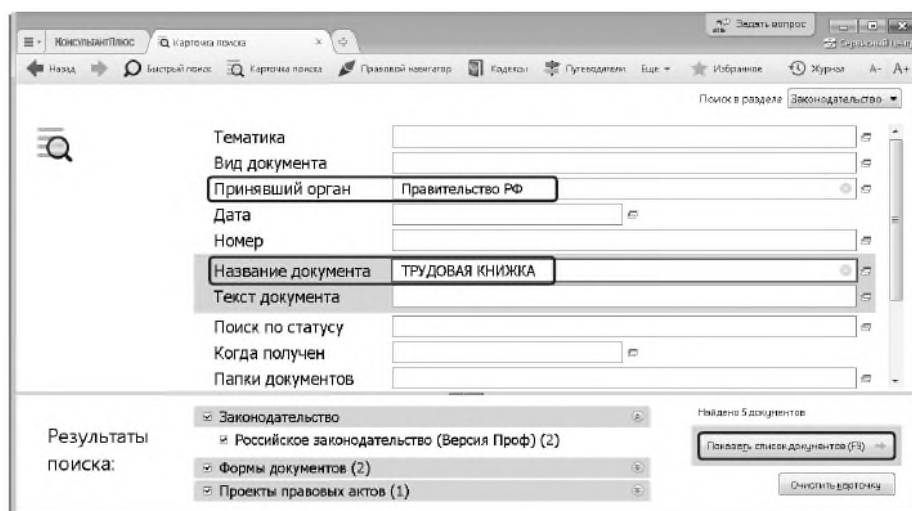 Задать вопрос
КонсультантПлюс Карточка поиска
Сервисный Центр
Назад Быстрый поиск Карточка поиска Правовой навигатор Кодексы Путеводители Еще Избранное Журнал A- A+
Поиск в разделе Законодательство
Тематика
Вид документа
Принявший орган Правительство РФ
Дата
Номер
Название документа ТРУДОВАЯ КНИЖКА
Текст документа
Поиск по статусу
Когда получен
Папки документов
Результаты поиска:
Законодательство
Российское законодательство (Версия Проф) (2)
Формы документов (2)
Проекты правовых актов (1)
Найдено 5 документов
Показать список документов (F9)
Очистить карточку